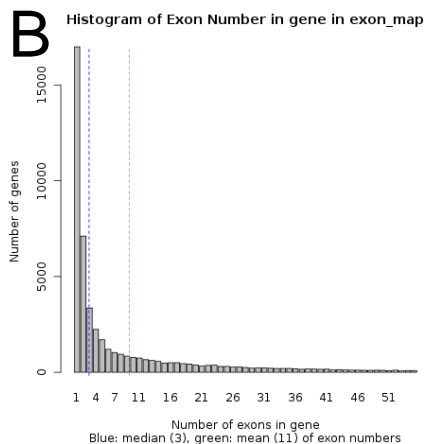 B
Histogram of Exon Number in gene in exon_map
Number of genes
15000
10000
5000
0
1 4 7 11 16 21 26 31 36 41 46 51
Number of exons in gene
Blue: median (3), green: mean (11) of exon numbers